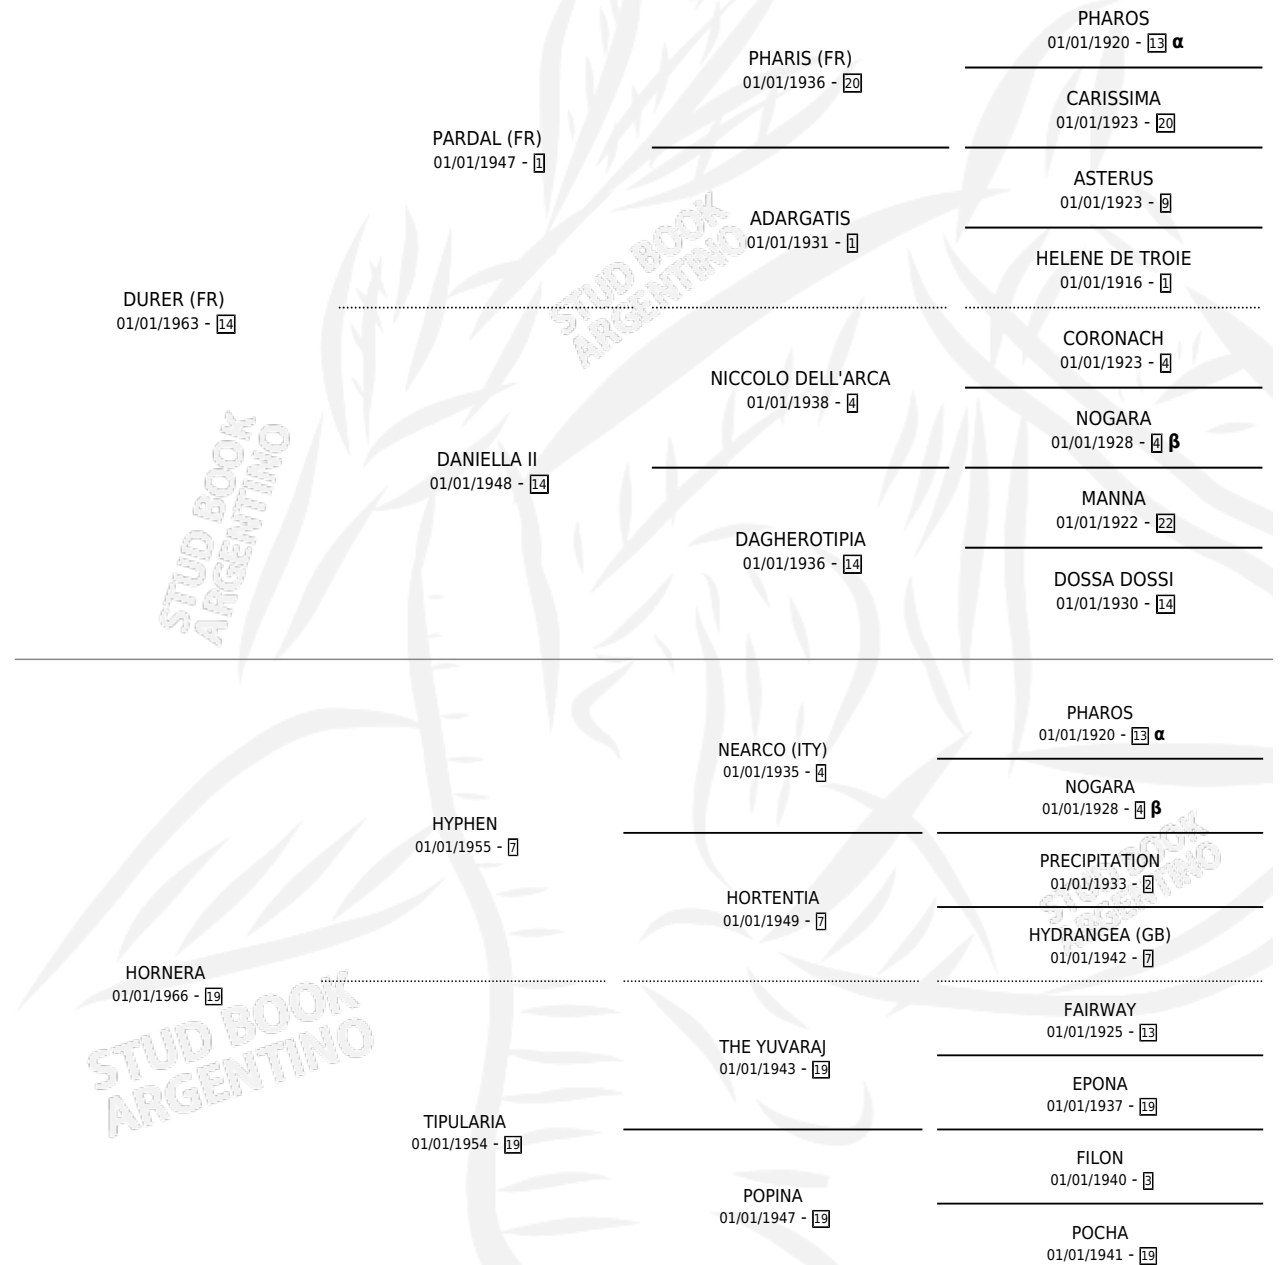 PHAROS
01/01/1920 - 13 α
PHARIS (FR)
01/01/1936 - 20
CARISSIMA
01/01/1923 - 20
PARDAL (FR)
01/01/1947 - 1
ASTERUS
01/01/1923 - 9
ADARGATIS
01/01/1931 - 1
HELENE DE TROIE
01/01/1916 - 1
DURER (FR)
01/01/1963 - 14
CORONACH
01/01/1923 - 4
NICCOLO DELL'ARCA
01/01/1938 - 4
NOGARA
01/01/1928 - 4 β
DANIELLA II
01/01/1948 - 14
MANNA
01/01/1922 - 22
DAGHEROTIPIA
01/01/1936 - 14
DOSSA DOSSI
01/01/1930 - 14
PHAROS
01/01/1920 - 13 α
NEARCO (ITY)
01/01/1935 - 4
NOGARA
01/01/1928 - 4 β
HYPHEN
01/01/1955 - 7
PRECIPITATION
01/01/1933 - 2
HORTENTIA
01/01/1949 - 7
HYDRANGEA (GB)
01/01/1942 - 7
HORNERA
01/01/1966 - 19
FAIRWAY
01/01/1925 - 13
THE YUVARAJ
01/01/1943 - 19
EPONA
01/01/1937 - 19
TIPULARIA
01/01/1954 - 19
FILON
01/01/1940 - 3
POPINA
01/01/1947 - 19
POCHA
01/01/1941 - 19
STUD BOOK
ARGENTINO
STUD BOOK
ARGENTINO
STUD BOOK
ARGENTINO
STUD BOOK
ARGENTINO